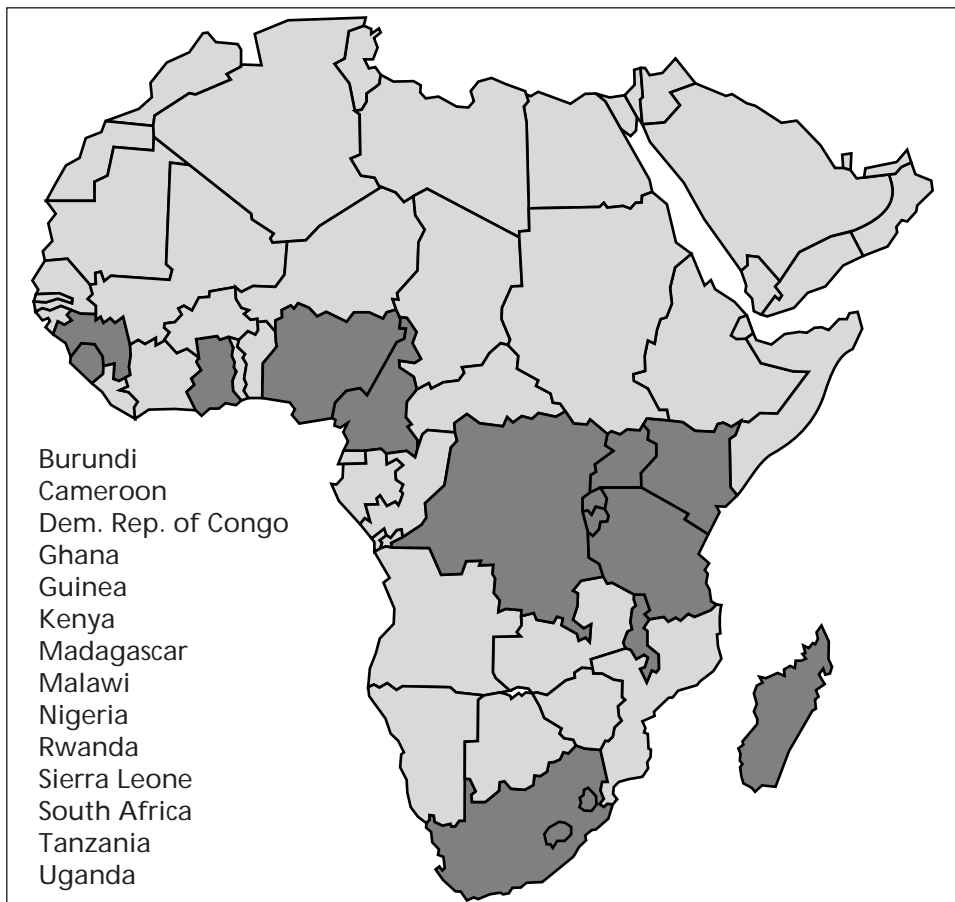 Burundi
Cameroon
Dem. Rep. of Congo
Ghana
Guinea
Kenya
Madagascar
Malawi
Nigeria
Rwanda
Sierra Leone
South Africa
Tanzania
Uganda